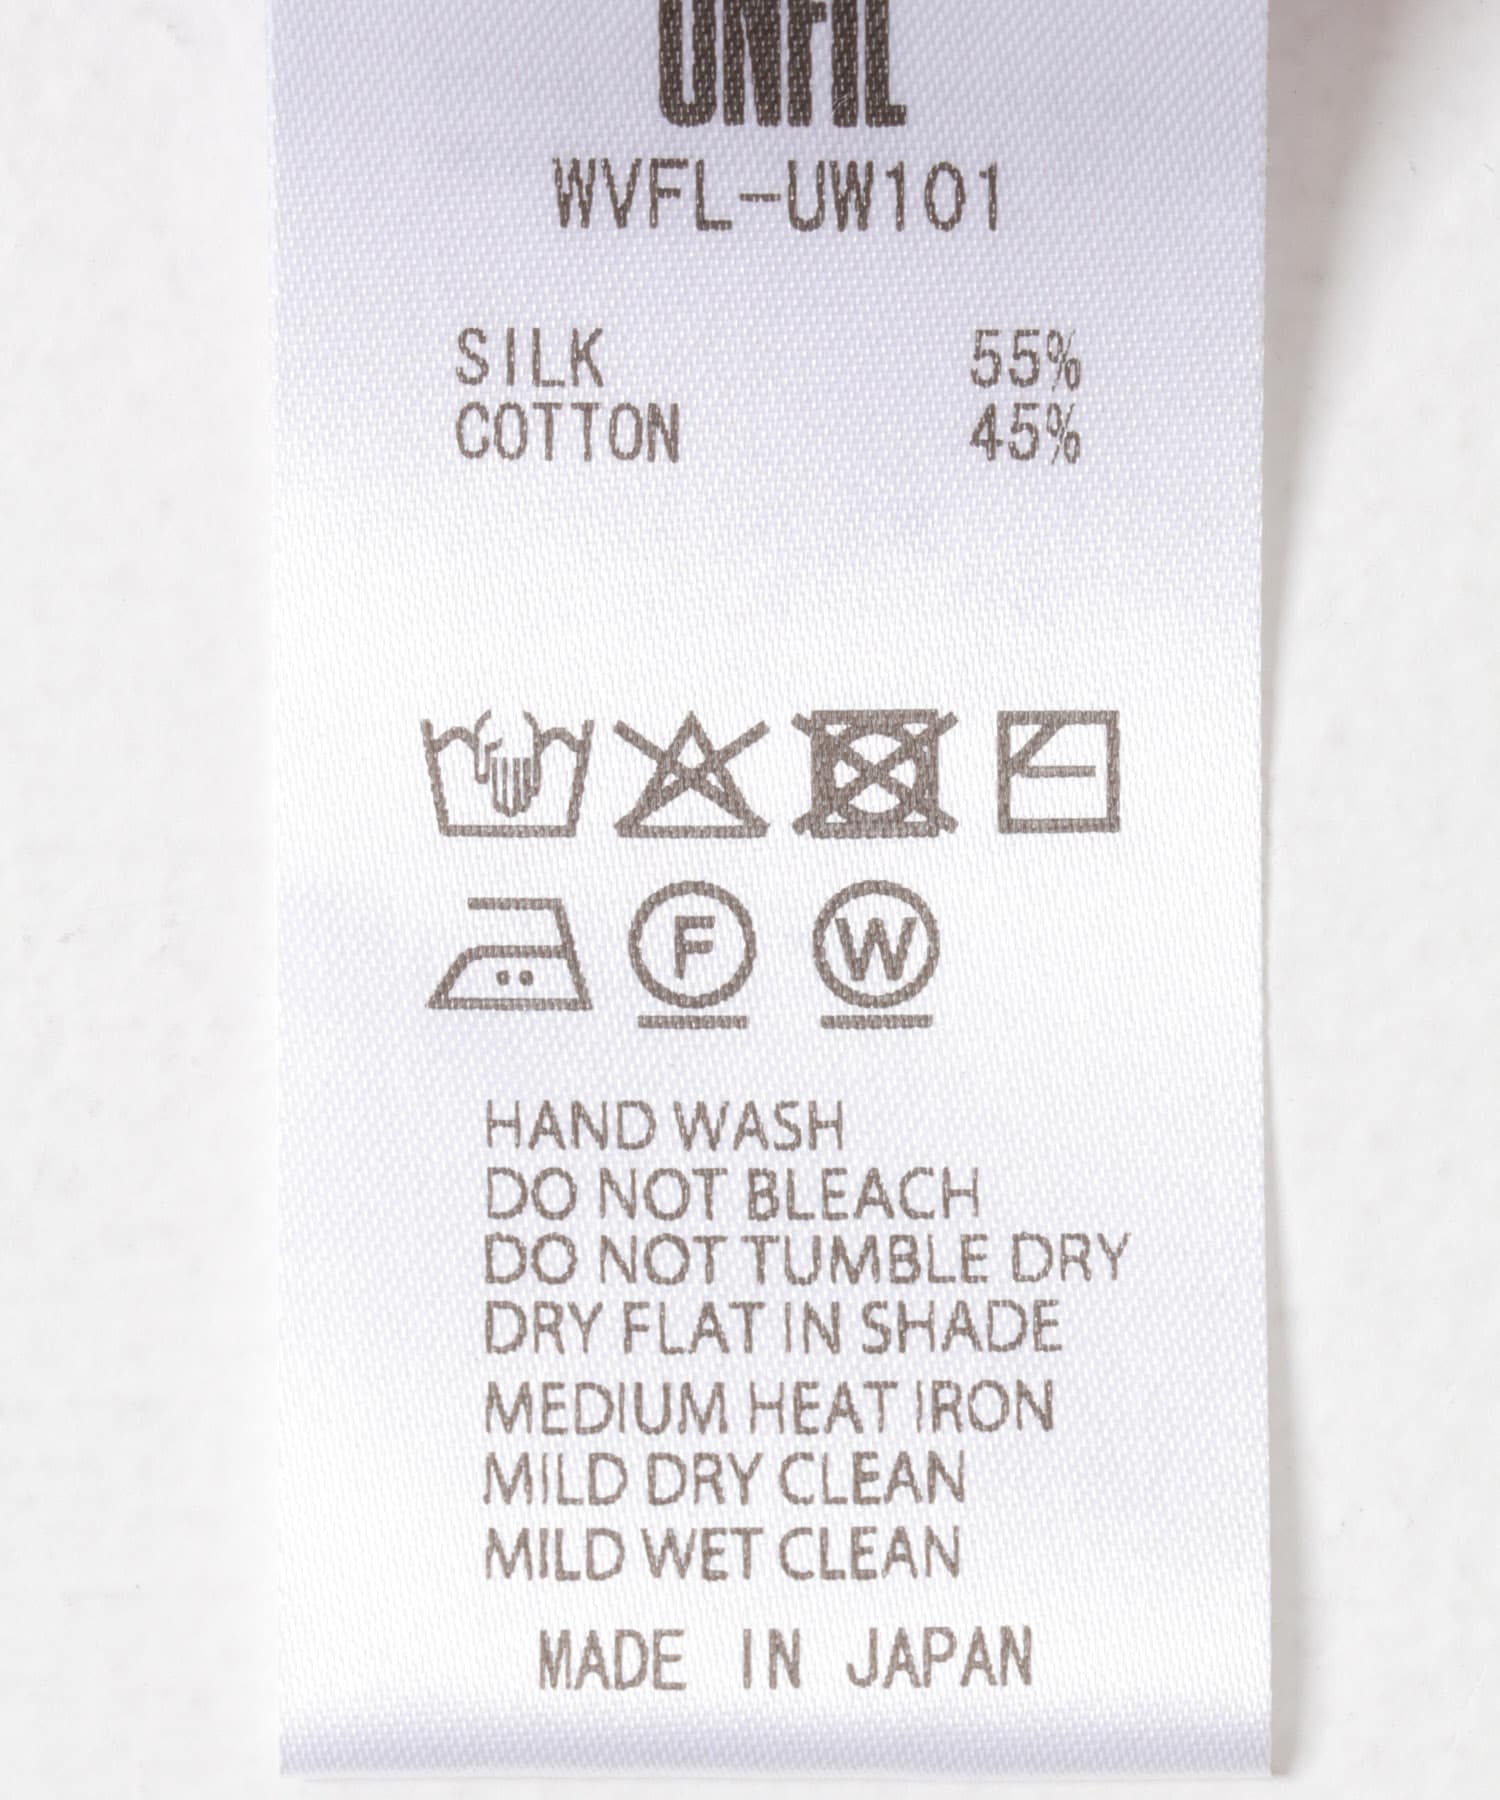 UNFIL
WVFL-UW101
SILK 55%
COTTON 45%
F W
HAND WASH
DO NOT BLEACH
DO NOT TUMBLE DRY
DRY FLAT IN SHADE
MEDIUM HEAT IRON
MILD DRY CLEAN
MILD WET CLEAN
MADE IN JAPAN